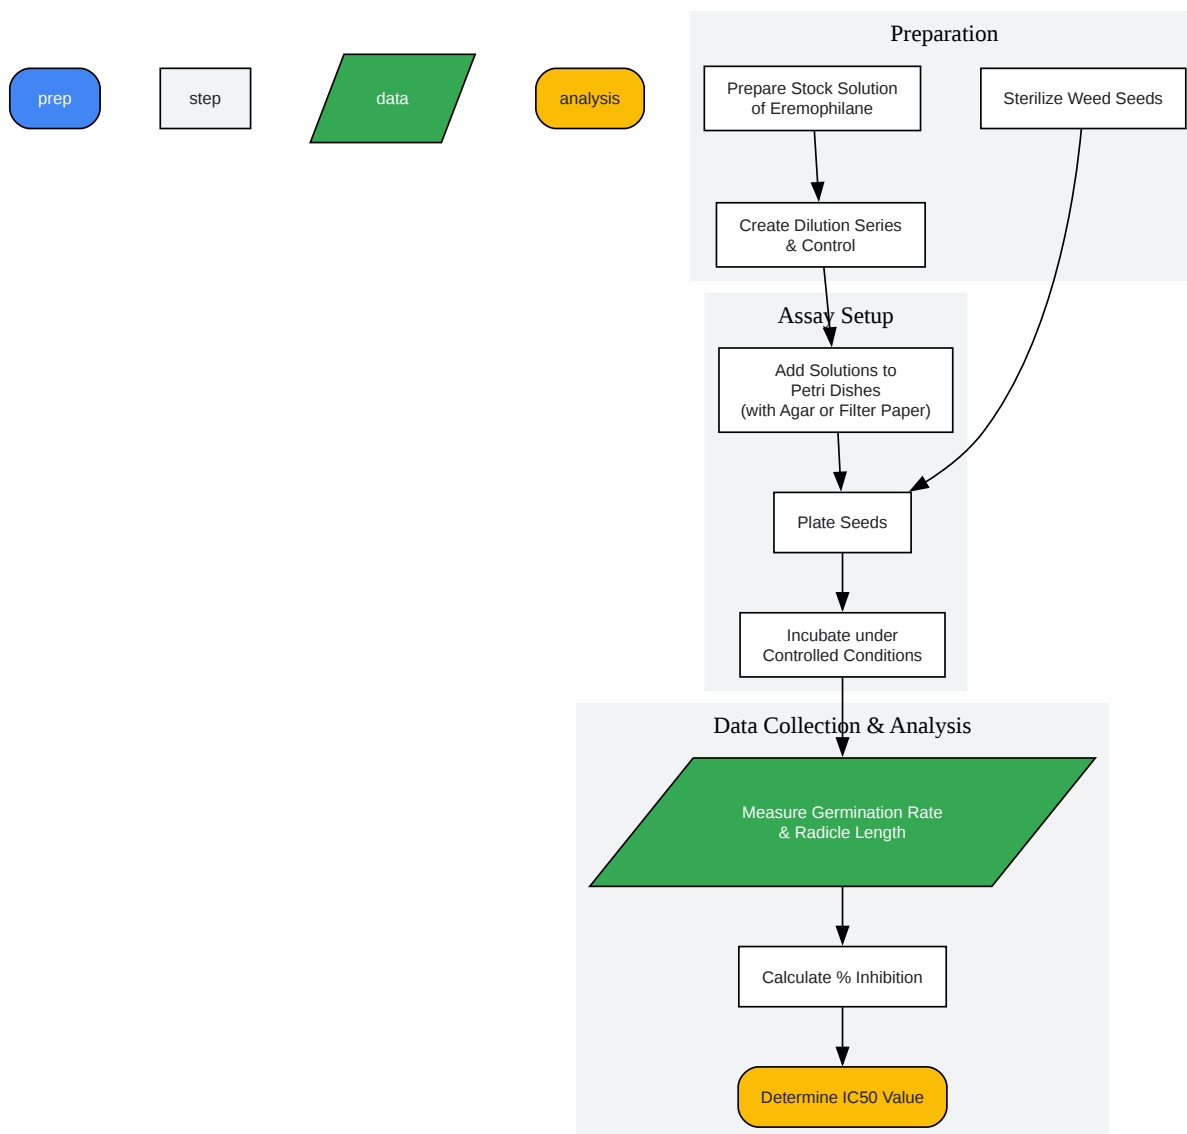 prep
step
data
analysis
Preparation
Prepare Stock Solution
of Eremophilane
Sterilize Weed Seeds
Create Dilution Series
& Control
Assay Setup
Add Solutions to
Petri Dishes
(with Agar or Filter Paper)
Plate Seeds
Incubate under
Controlled Conditions
Data Collection & Analysis
Measure Germination Rate
& Radicle Length
Calculate % Inhibition
Determine IC50 Value